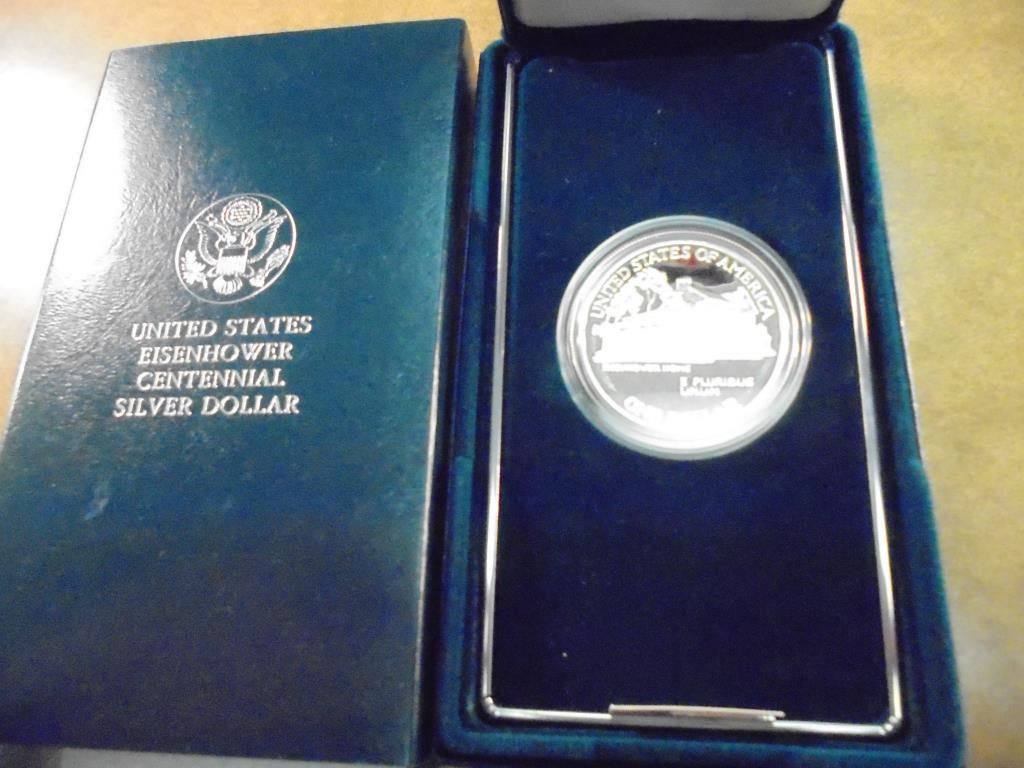 UNITED STATES
EISENHOWER
CENTENNIAL
SILVER DOLLAR
UNITED STATES OF AMERICA
E PLURIBUS
UNUM